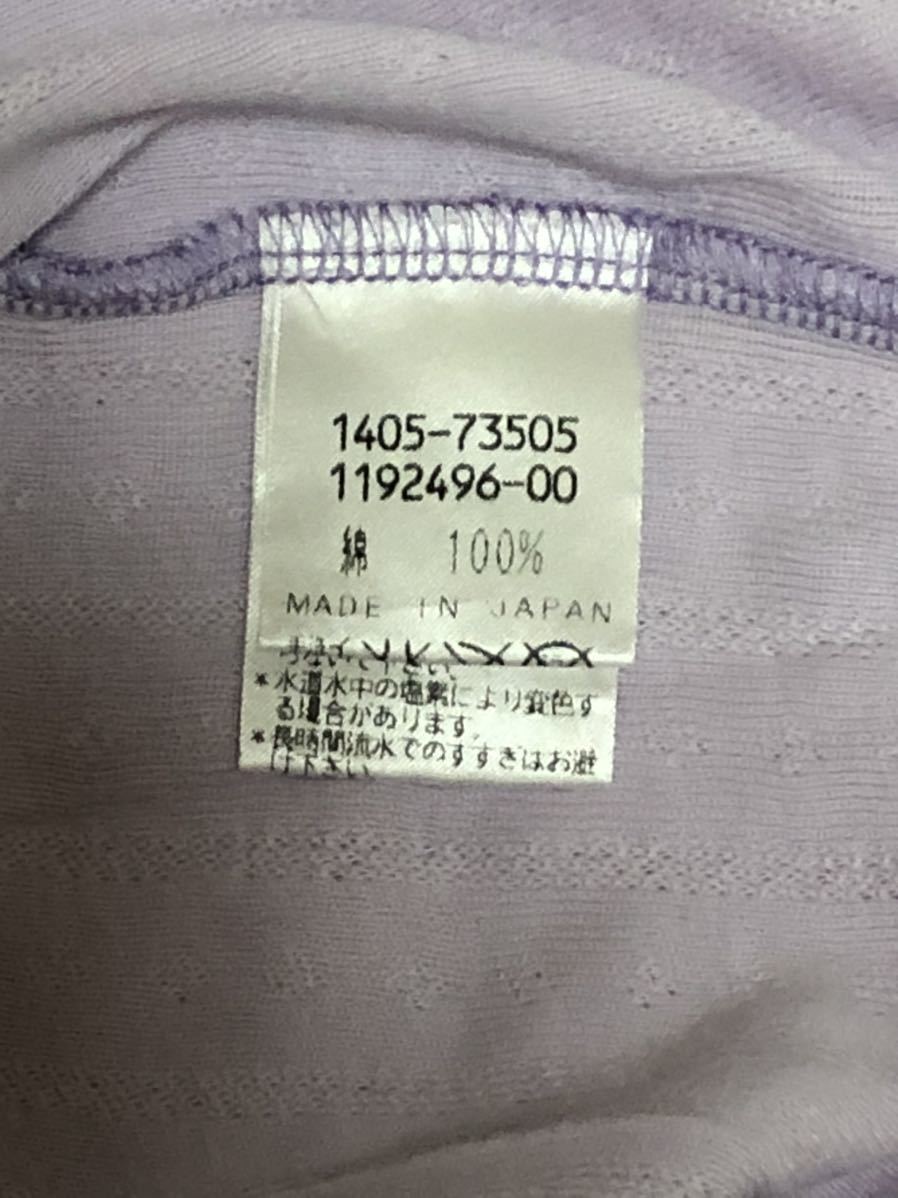 1405-73505
1192496-00
綿 100%
MADE IN JAPAN
*水道水中の塩素により変色す
る場合があります。
*長時間流水でのすすぎはお避
け下さい